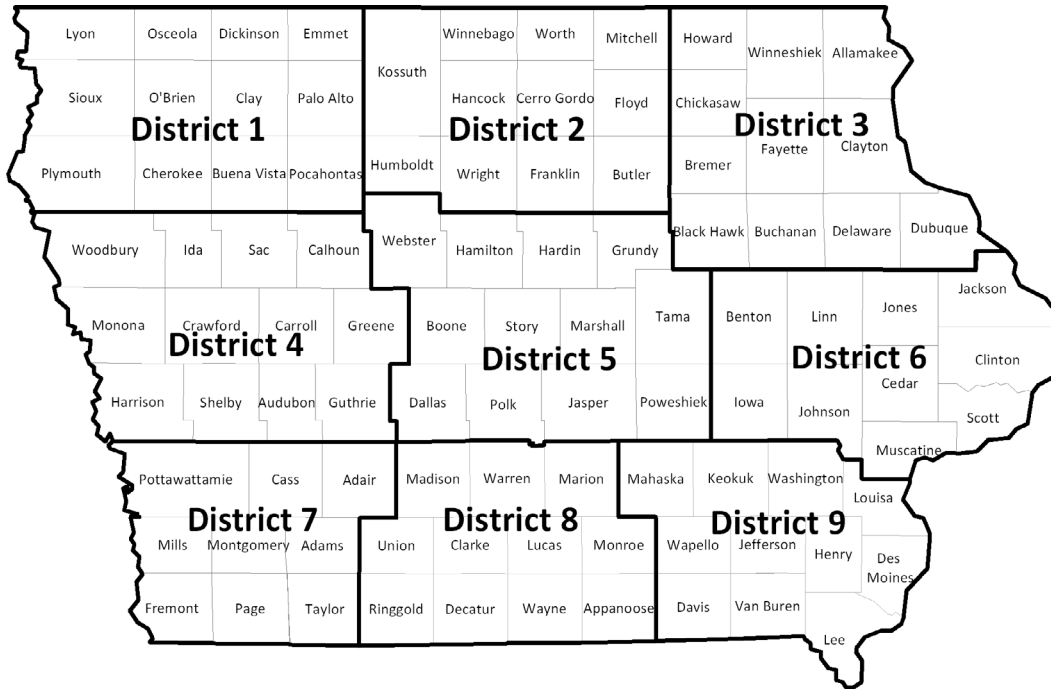 Lyon Osceola Dickinson Emmet Winnebago Worth Mitchell Howard Winneshiek Allamakee
Kossuth
Sioux O'Brien Clay Palo Alto Hancock Cerro Gordo Floyd Chickasaw
District 1 District 2 District 3
Fayette Clayton
Plymouth Cherokee Buena Vista Pocahontas Humboldt Wright Franklin Butler Bremer
Woodbury Ida Sac Calhoun Webster Hamilton Hardin Grundy Black Hawk Buchanan Delaware Dubuque
Jackson
Monona Crawford Carroll Greene Boone Story Marshall Tama Benton Linn Jones
District 4 District 5 District 6
Clinton
Cedar
Harrison Shelby Audubon Guthrie Dallas Polk Jasper Poweshiek Iowa Johnson Scott
Muscatine
Pottawattamie Cass Adair Madison Warren Marion Mahaska Keokuk Washington Louisa
District 7 District 8 District 9
Mills Montgomery Adams Union Clarke Lucas Monroe Wapello Jefferson Henry Des
Moines
Fremont Page Taylor Ringgold Decatur Wayne Appanoose Davis Van Buren
Lee